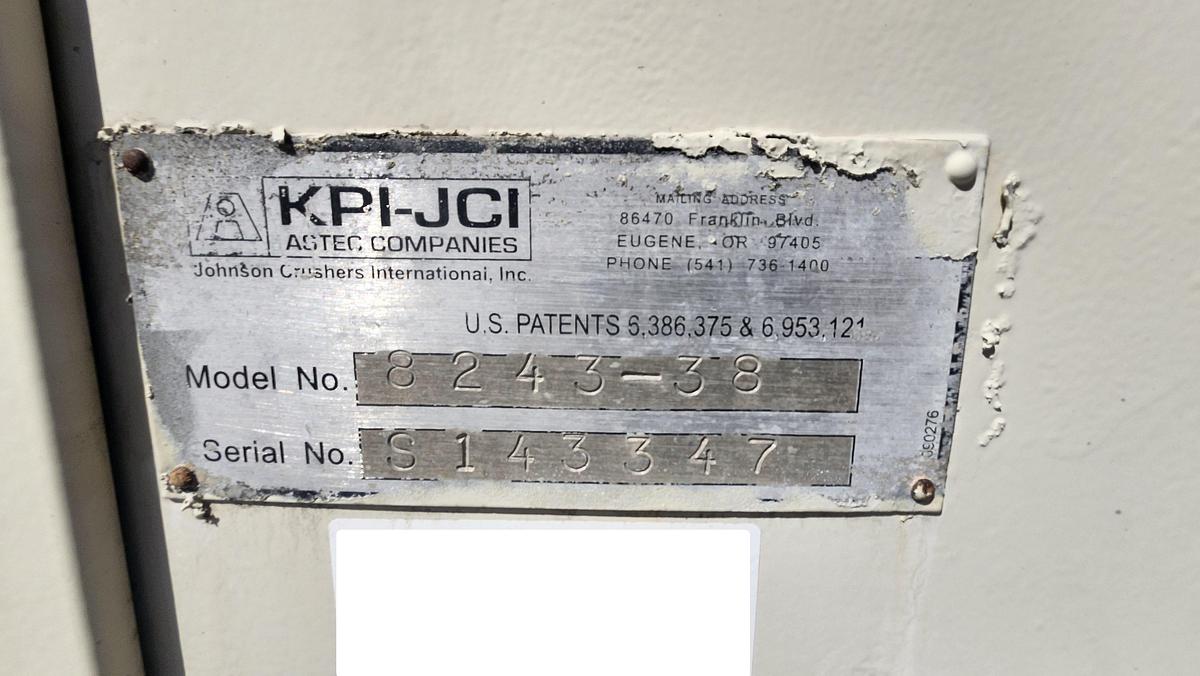 KPI-JCI
ASTEC COMPANIES
Johnson Crushers International, Inc.
MAILING ADDRESS
86470 Franklin Blvd.
EUGENE, OR 97405
PHONE (541) 736-1400
U.S. PATENTS 6,386,375 & 6,953,121
Model No. 8243-38
Serial No. S143347
090276